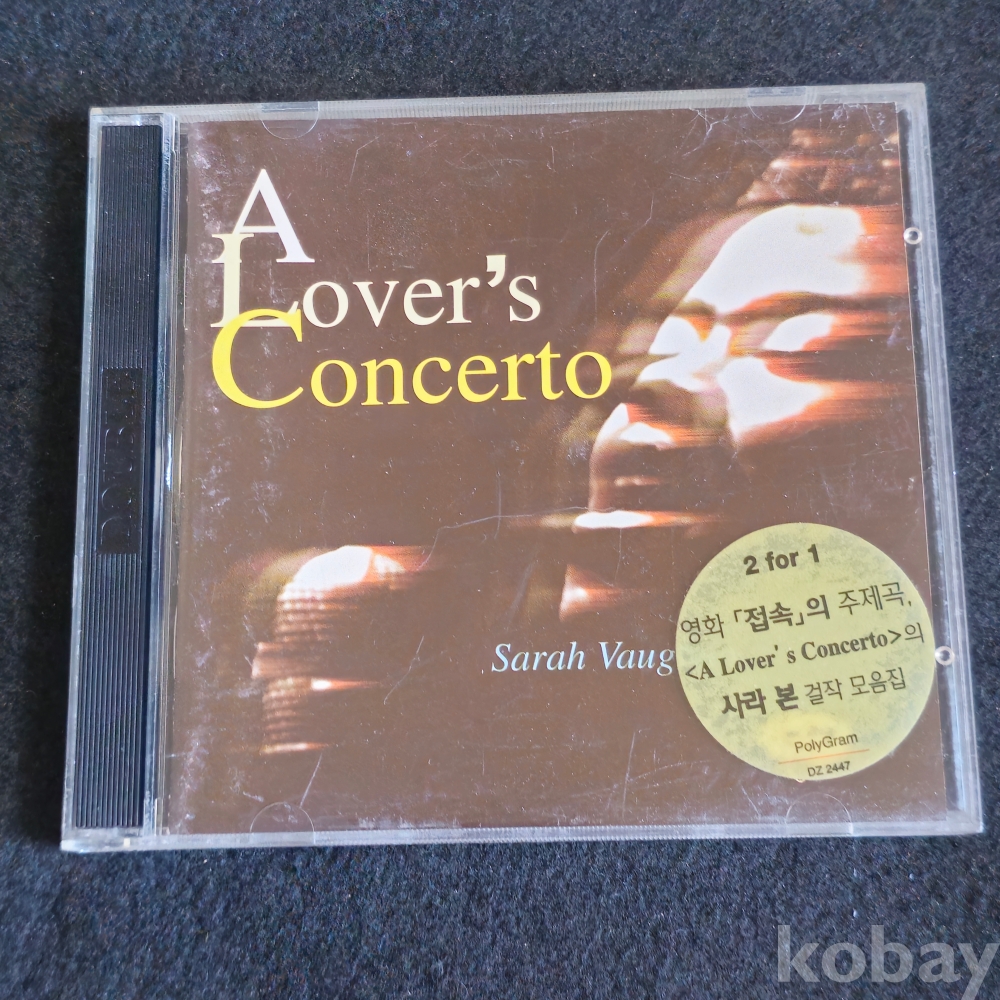 A
Lover's
Concerto
Sarah Vaug
2 for 1
영화 「접속」의 주제곡,
<A Lover's Concerto>의
사라 본 걸작 모음집
PolyGram
DZ 2447
DOUBLE
kobay